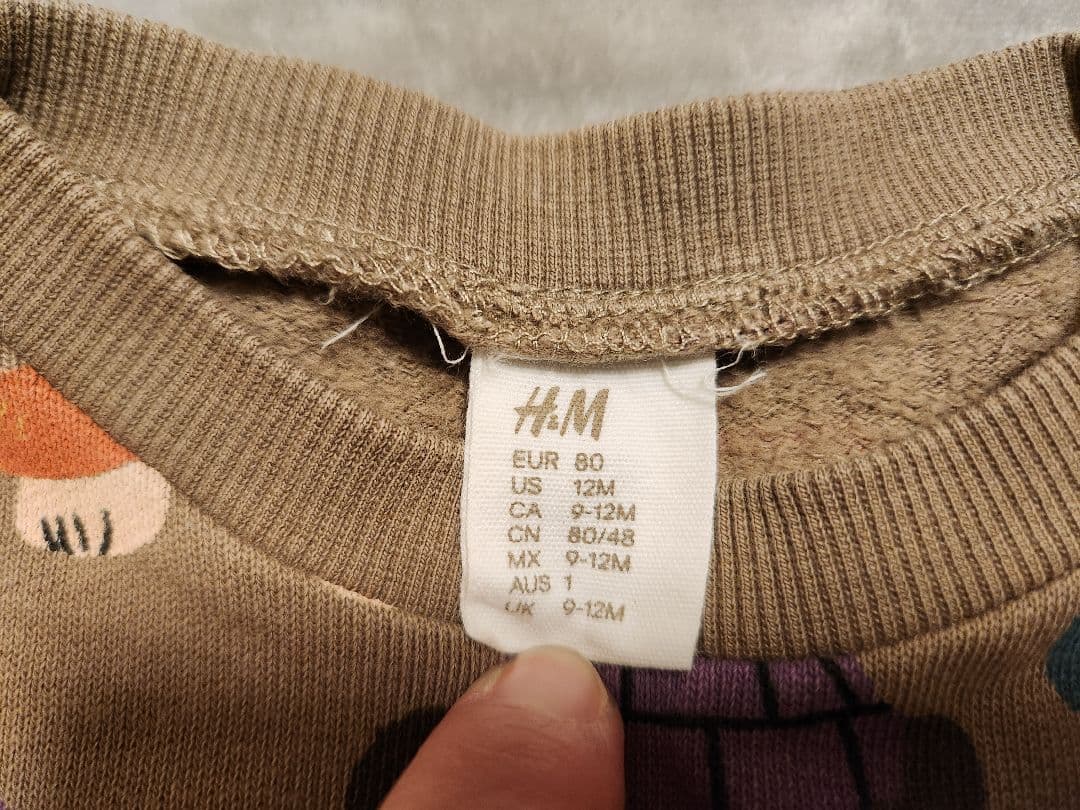 H&M
EUR 80
US 12M
CA 9-12M
CN 80/48
MX 9-12M
AUS 1
UK 9-12M